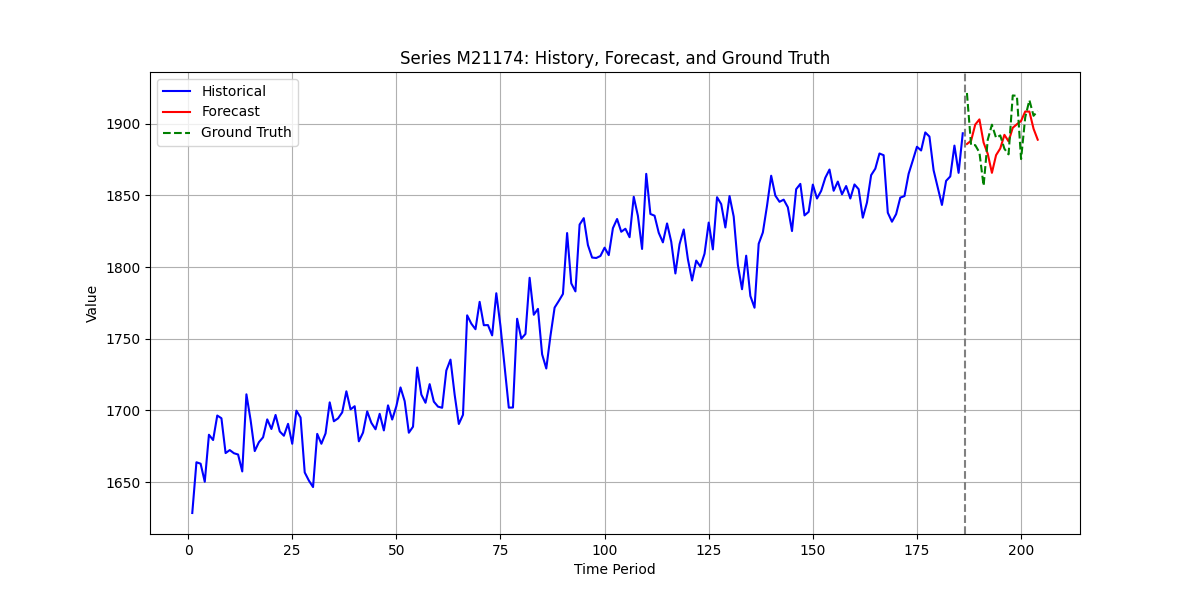 Series M21174: History, Forecast, and Ground Truth
Historical
Forecast
Ground Truth
1900
1850
1800
1750
1700
1650
Value
0 25 50 75 100 125 150 175 200
Time Period